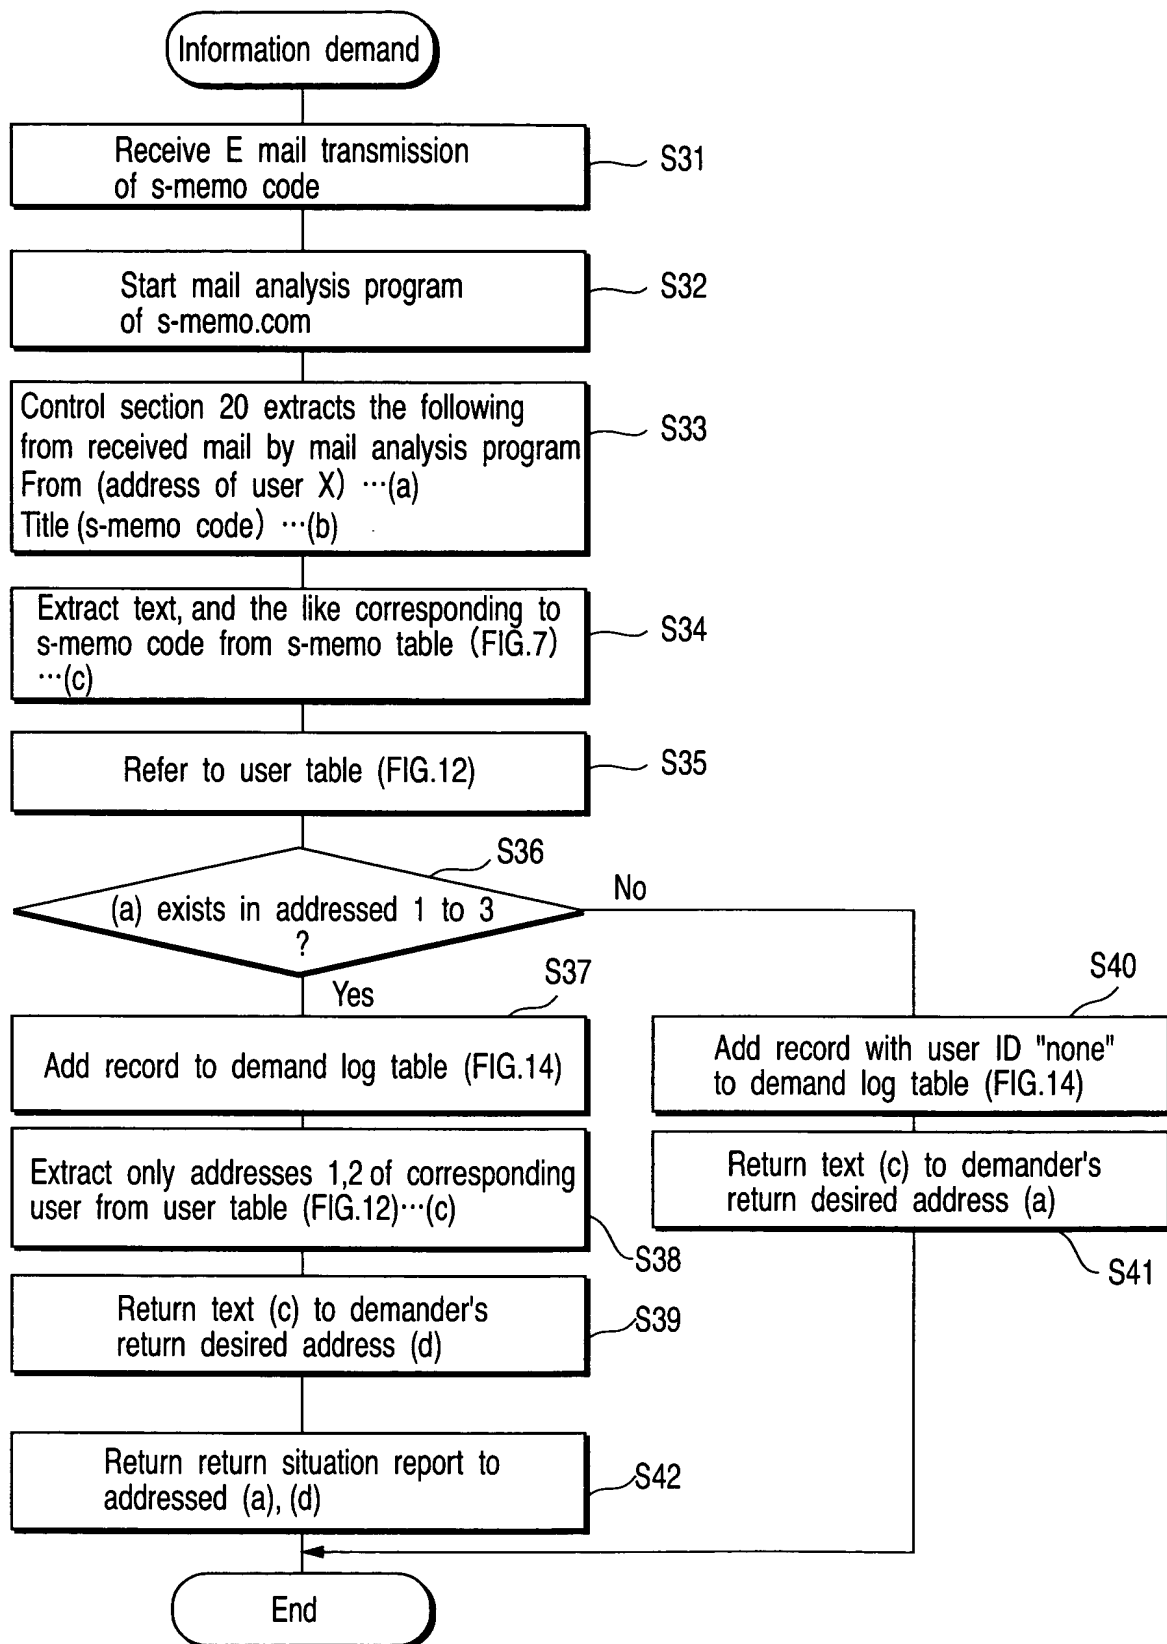 Information demand
Receive E mail transmission
of s-memo code
S31
Start mail analysis program
of s-memo.com
S32
Control section 20 extracts the following
from received mail by mail analysis program
From (address of user X) ···(a)
Title (s-memo code) ···(b)
S33
Extract text, and the like corresponding to
s-memo code from s-memo table (FIG.7)
···(c)
S34
Refer to user table (FIG.12)
S35
(a) exists in addressed 1 to 3
?
S36
No
Yes
S37
Add record to demand log table (FIG.14)
S40
Add record with user ID "none"
to demand log table (FIG.14)
Extract only addresses 1,2 of corresponding
user from user table (FIG.12)···(c)
S38
Return text (c) to demander's
return desired address (a)
S41
Return text (c) to demander's
return desired address (d)
S39
Return return situation report to
addressed (a), (d)
S42
End